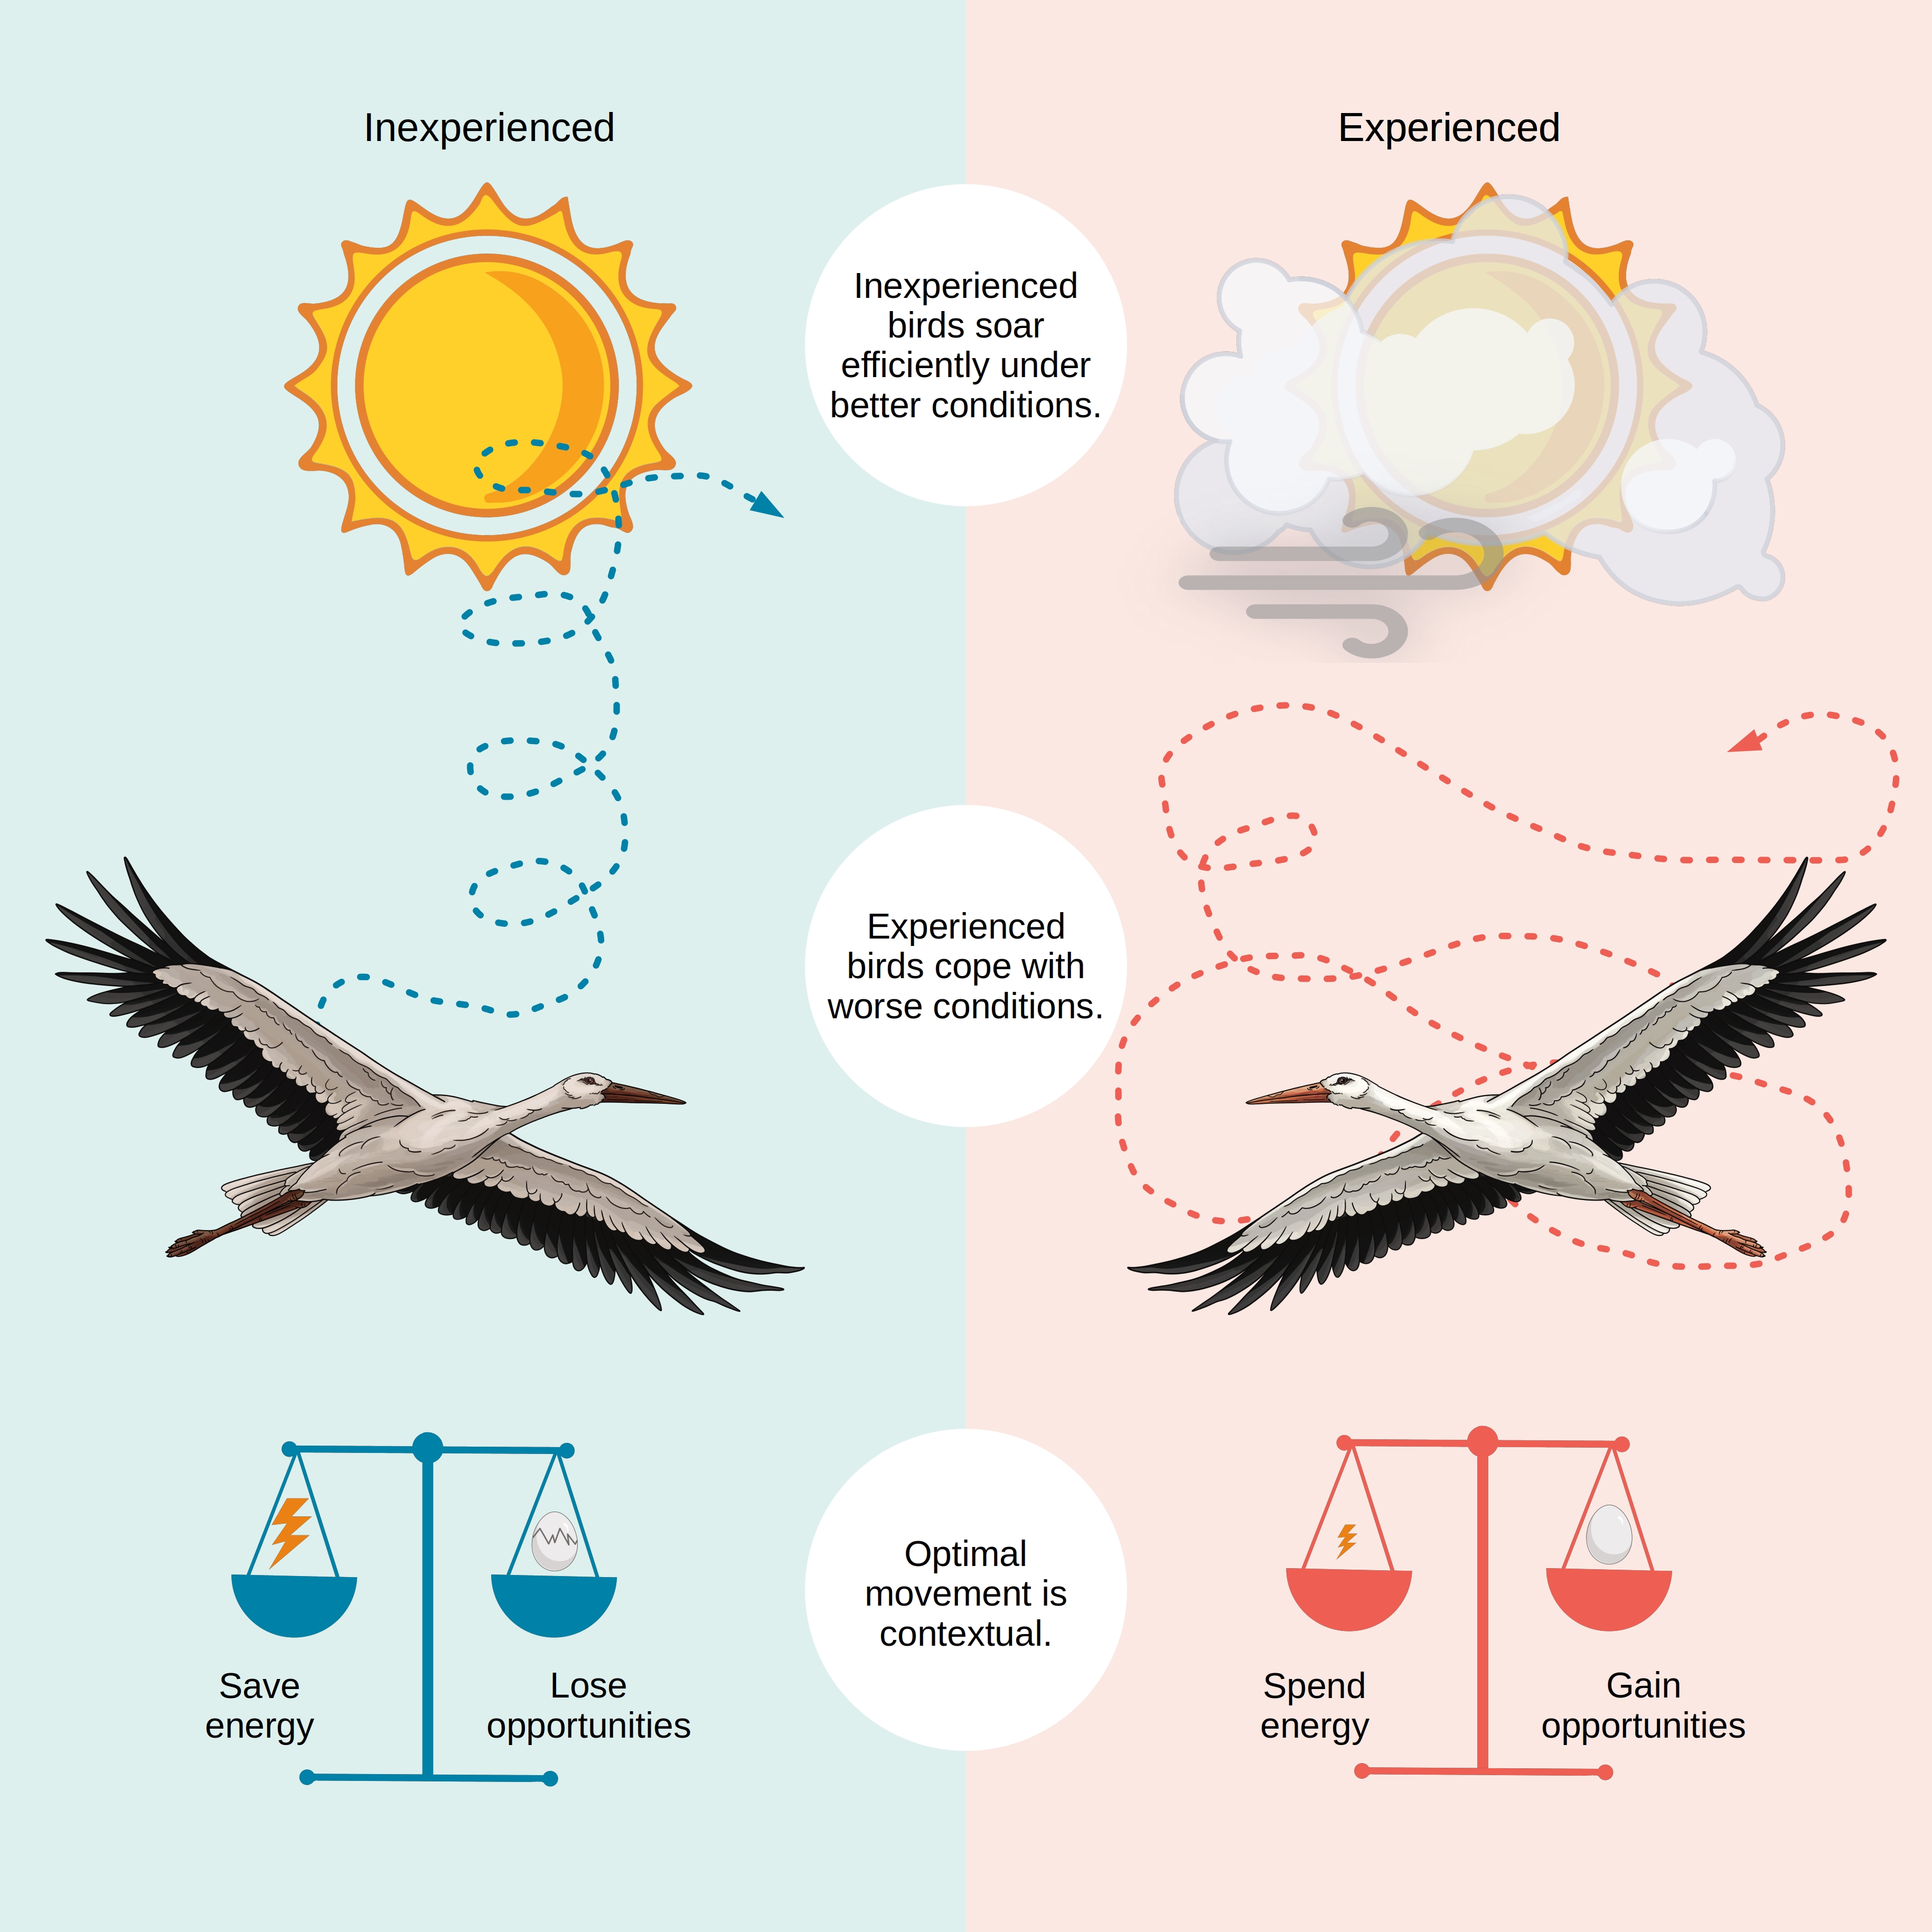 Inexperienced
Experienced
Inexperienced
birds soar
efficiently under
better conditions.
Experienced
birds cope with
worse conditions.
Optimal
movement is
contextual.
Save
energy
Lose
opportunities
Spend
energy
Gain
opportunities